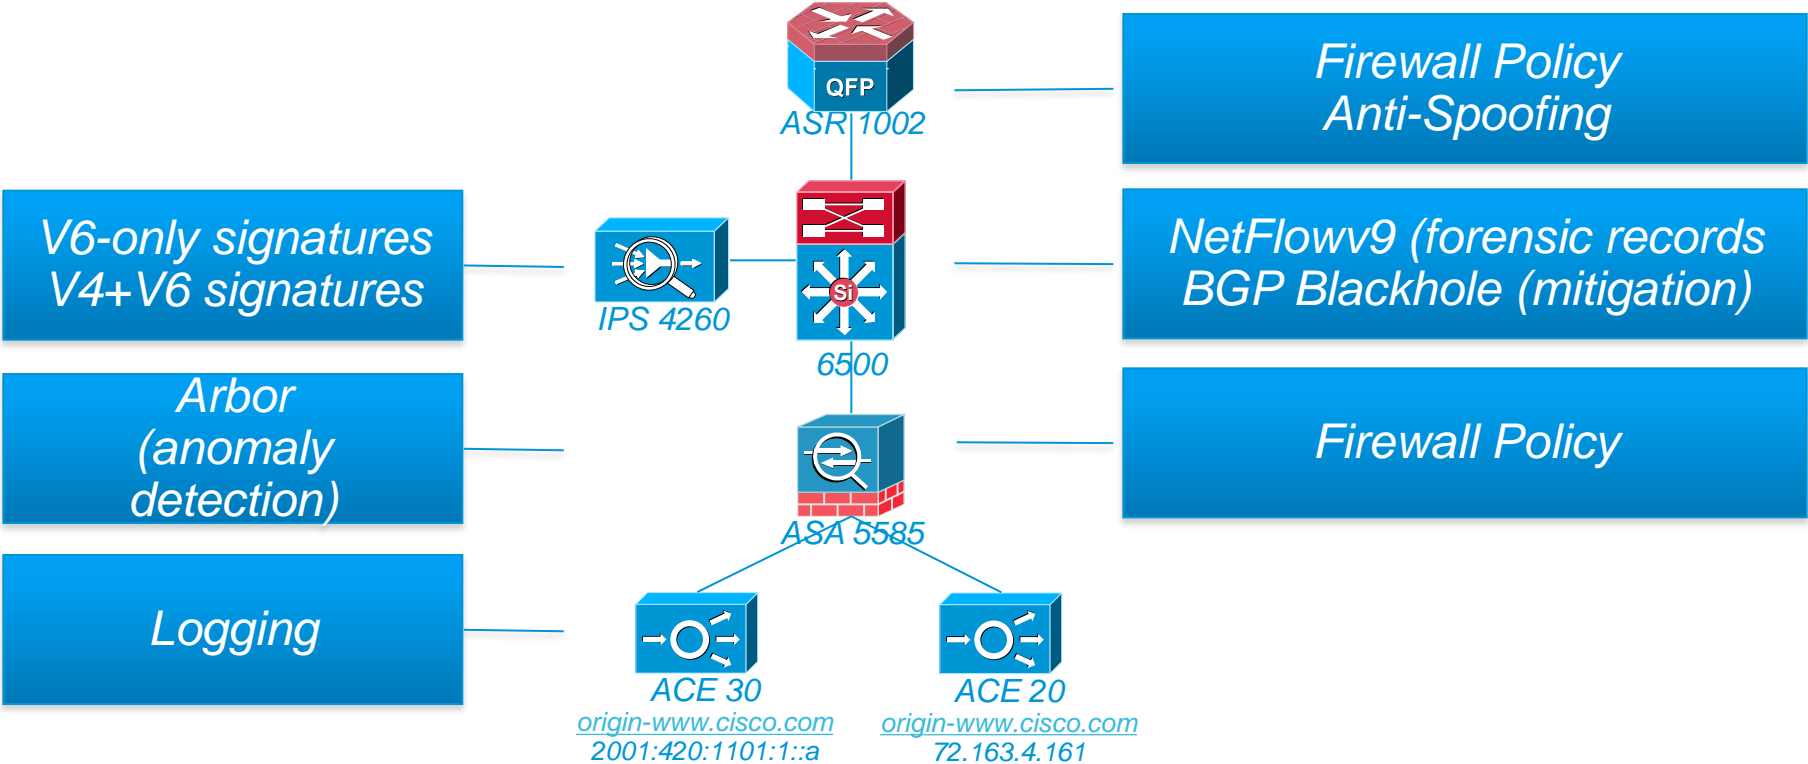 QFP
ASR 1002
Firewall Policy
Anti-Spoofing
V6-only signatures
V4+V6 signatures
IPS 4260
Si
6500
NetFlowv9 (forensic records
BGP Blackhole (mitigation)
Arbor
(anomaly
detection)
ASA 5585
Firewall Policy
Logging
ACE 30
origin-www.cisco.com
2001:420:1101:1::a
ACE 20
origin-www.cisco.com
72.163.4.161